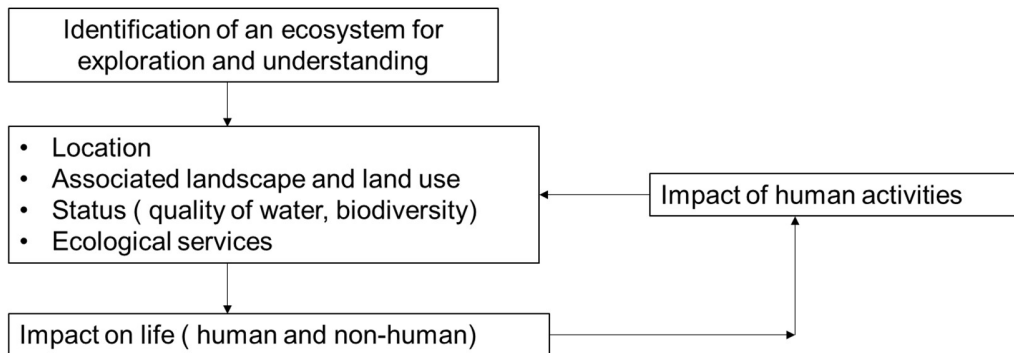 Identification of an ecosystem for
exploration and understanding
• Location
• Associated landscape and land use
• Status ( quality of water, biodiversity)
• Ecological services
Impact of human activities
Impact on life ( human and non-human)